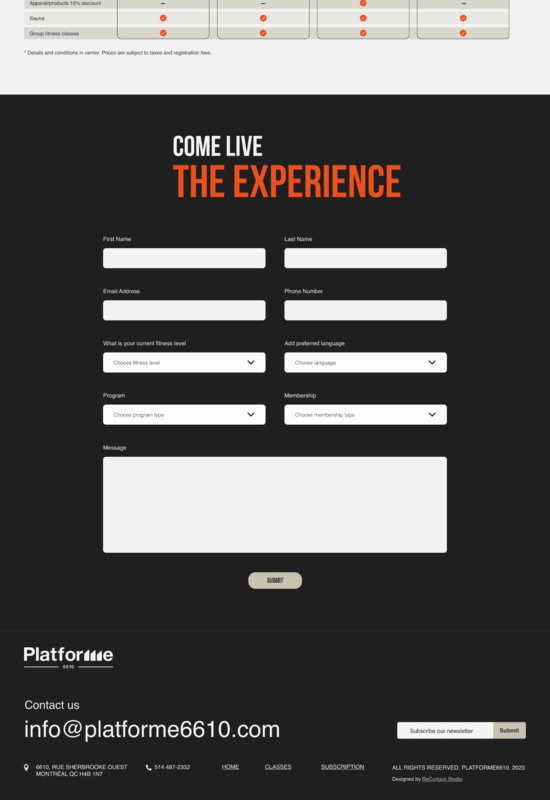 Apparel/products 15% discount
Sauna
Group fitness classes
* Details and conditions in center. Prices are subject to taxes and registration fees.
COME LIVE
THE EXPERIENCE
First Name
Last Name
Email Address
Phone Number
What is your current fitness level
Add preferred language
Choose fitness level
Choose language
Program
Membership
Choose program type
Choose membership type
Message
SUBMIT
Platforme
6610
Contact us
info@platforme6610.com
Subscribe our newsletter
Submit
6610, RUE SHERBROOKE OUEST
MONTRÉAL QC H4B 1N7
514 487-2332
HOME
CLASSES
SUBSCRIPTION
ALL RIGHTS RESERVED. PLATFORME6610. 2023
Designed by BeCurious Studio